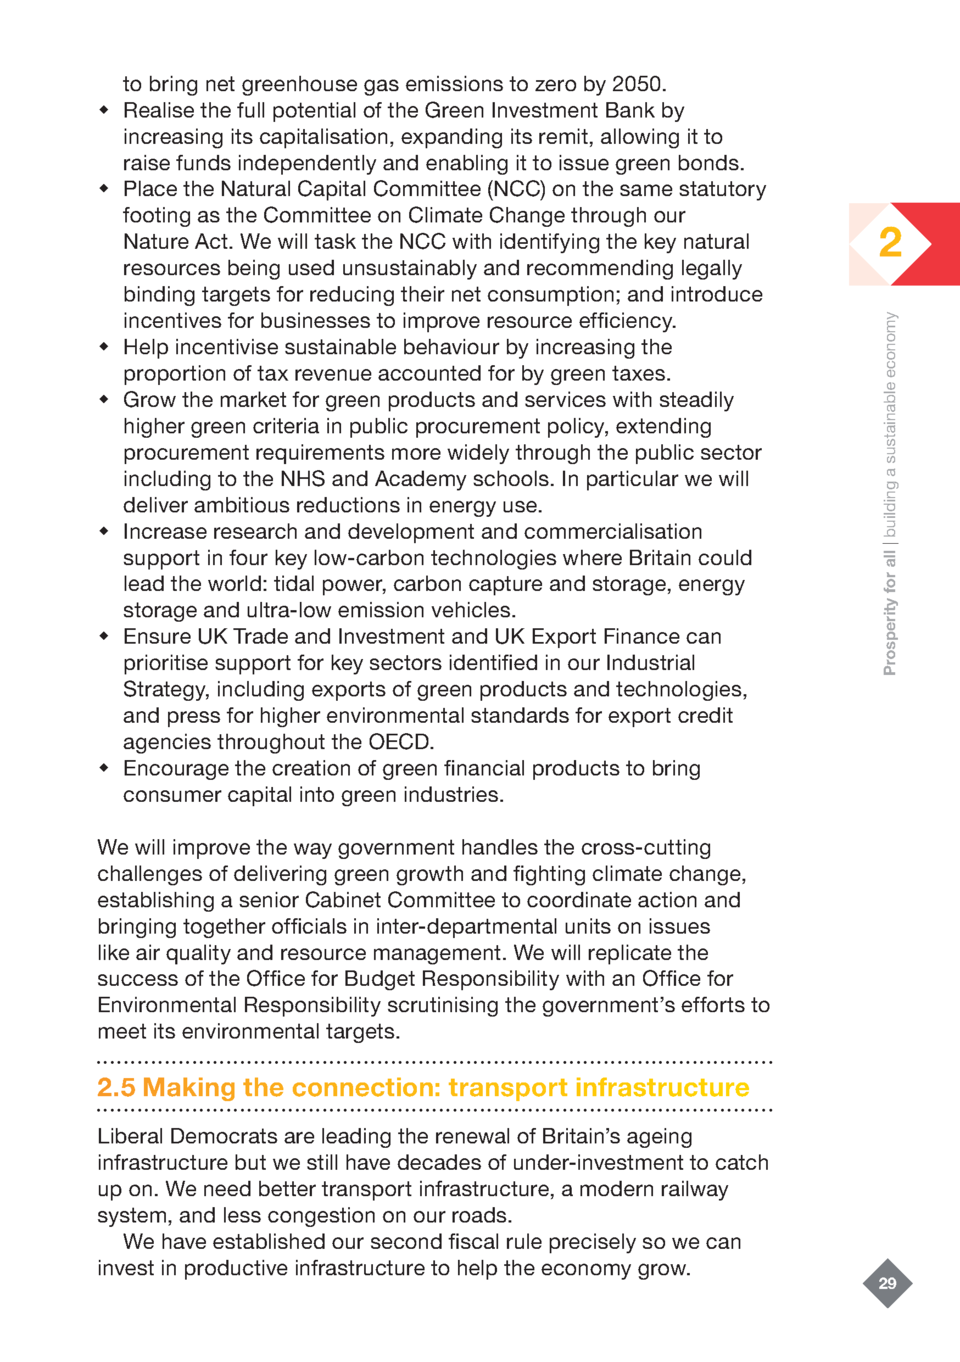 to bring net greenhouse gas emissions to zero by 2050.
◆ Realise the full potential of the Green Investment Bank by
increasing its capitalisation, expanding its remit, allowing it to
raise funds independently and enabling it to issue green bonds.
◆ Place the Natural Capital Committee (NCC) on the same statutory
footing as the Committee on Climate Change through our
Nature Act. We will task the NCC with identifying the key natural
resources being used unsustainably and recommending legally
binding targets for reducing their net consumption; and introduce
incentives for businesses to improve resource efficiency.
◆ Help incentivise sustainable behaviour by increasing the
proportion of tax revenue accounted for by green taxes.
◆ Grow the market for green products and services with steadily
higher green criteria in public procurement policy, extending
procurement requirements more widely through the public sector
including to the NHS and Academy schools. In particular we will
deliver ambitious reductions in energy use.
◆ Increase research and development and commercialisation
support in four key low-carbon technologies where Britain could
lead the world: tidal power, carbon capture and storage, energy
storage and ultra-low emission vehicles.
◆ Ensure UK Trade and Investment and UK Export Finance can
prioritise support for key sectors identified in our Industrial
Strategy, including exports of green products and technologies,
and press for higher environmental standards for export credit
agencies throughout the OECD.
◆ Encourage the creation of green financial products to bring
consumer capital into green industries.
We will improve the way government handles the cross-cutting
challenges of delivering green growth and fighting climate change,
establishing a senior Cabinet Committee to coordinate action and
bringing together officials in inter-departmental units on issues
like air quality and resource management. We will replicate the
success of the Office for Budget Responsibility with an Office for
Environmental Responsibility scrutinising the government's efforts to
meet its environmental targets.
2.5 Making the connection: transport infrastructure
Liberal Democrats are leading the renewal of Britain's ageing
infrastructure but we still have decades of under-investment to catch
up on. We need better transport infrastructure, a modern railway
system, and less congestion on our roads.
We have established our second fiscal rule precisely so we can
invest in productive infrastructure to help the economy grow.
2
Prosperity for all | building a sustainable economy
29